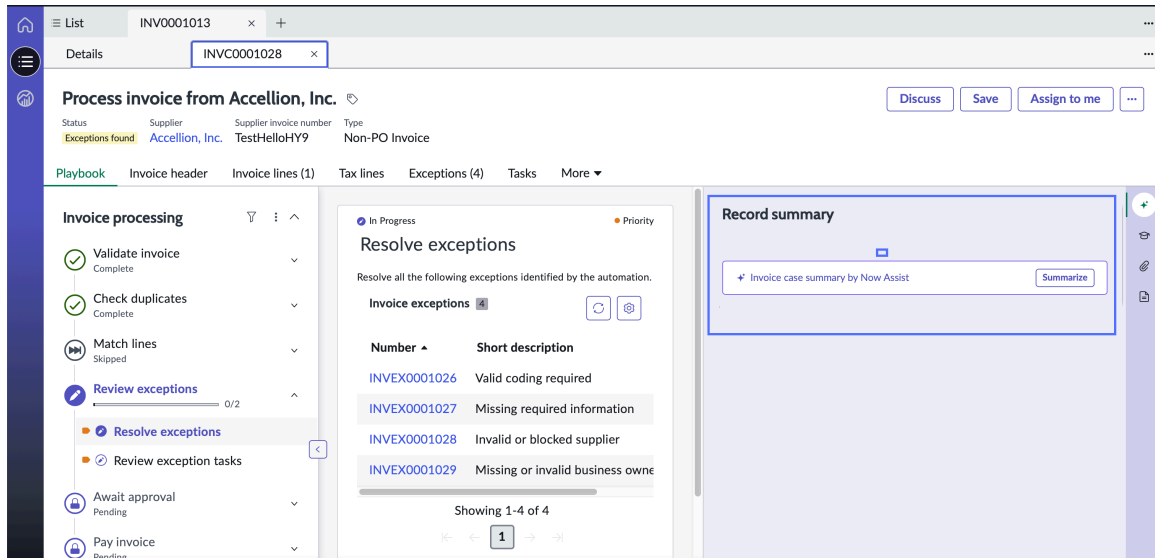 List
INV0001013
Details
INVC0001028
Process invoice from Accellion, Inc.
Discuss
Save
Assign to me
Status
Supplier
Supplier invoice number
Type
Exceptions found
Accellion, Inc.
TestHelloHY9
Non-PO Invoice
Playbook
Invoice header
Invoice lines (1)
Tax lines
Exceptions (4)
Tasks
More
Invoice processing
Validate invoice
Complete
Check duplicates
Complete
Match lines
Skipped
Review exceptions
0/2
Resolve exceptions
Review exception tasks
Await approval
Pending
Pay invoice
Pending
In Progress
Priority
Resolve exceptions
Resolve all the following exceptions identified by the automation.
Invoice exceptions 4
Number Short description
INVEX0001026 Valid coding required
INVEX0001027 Missing required information
INVEX0001028 Invalid or blocked supplier
INVEX0001029 Missing or invalid business owne
Showing 1-4 of 4
1
Record summary
Invoice case summary by Now Assist
Summarize